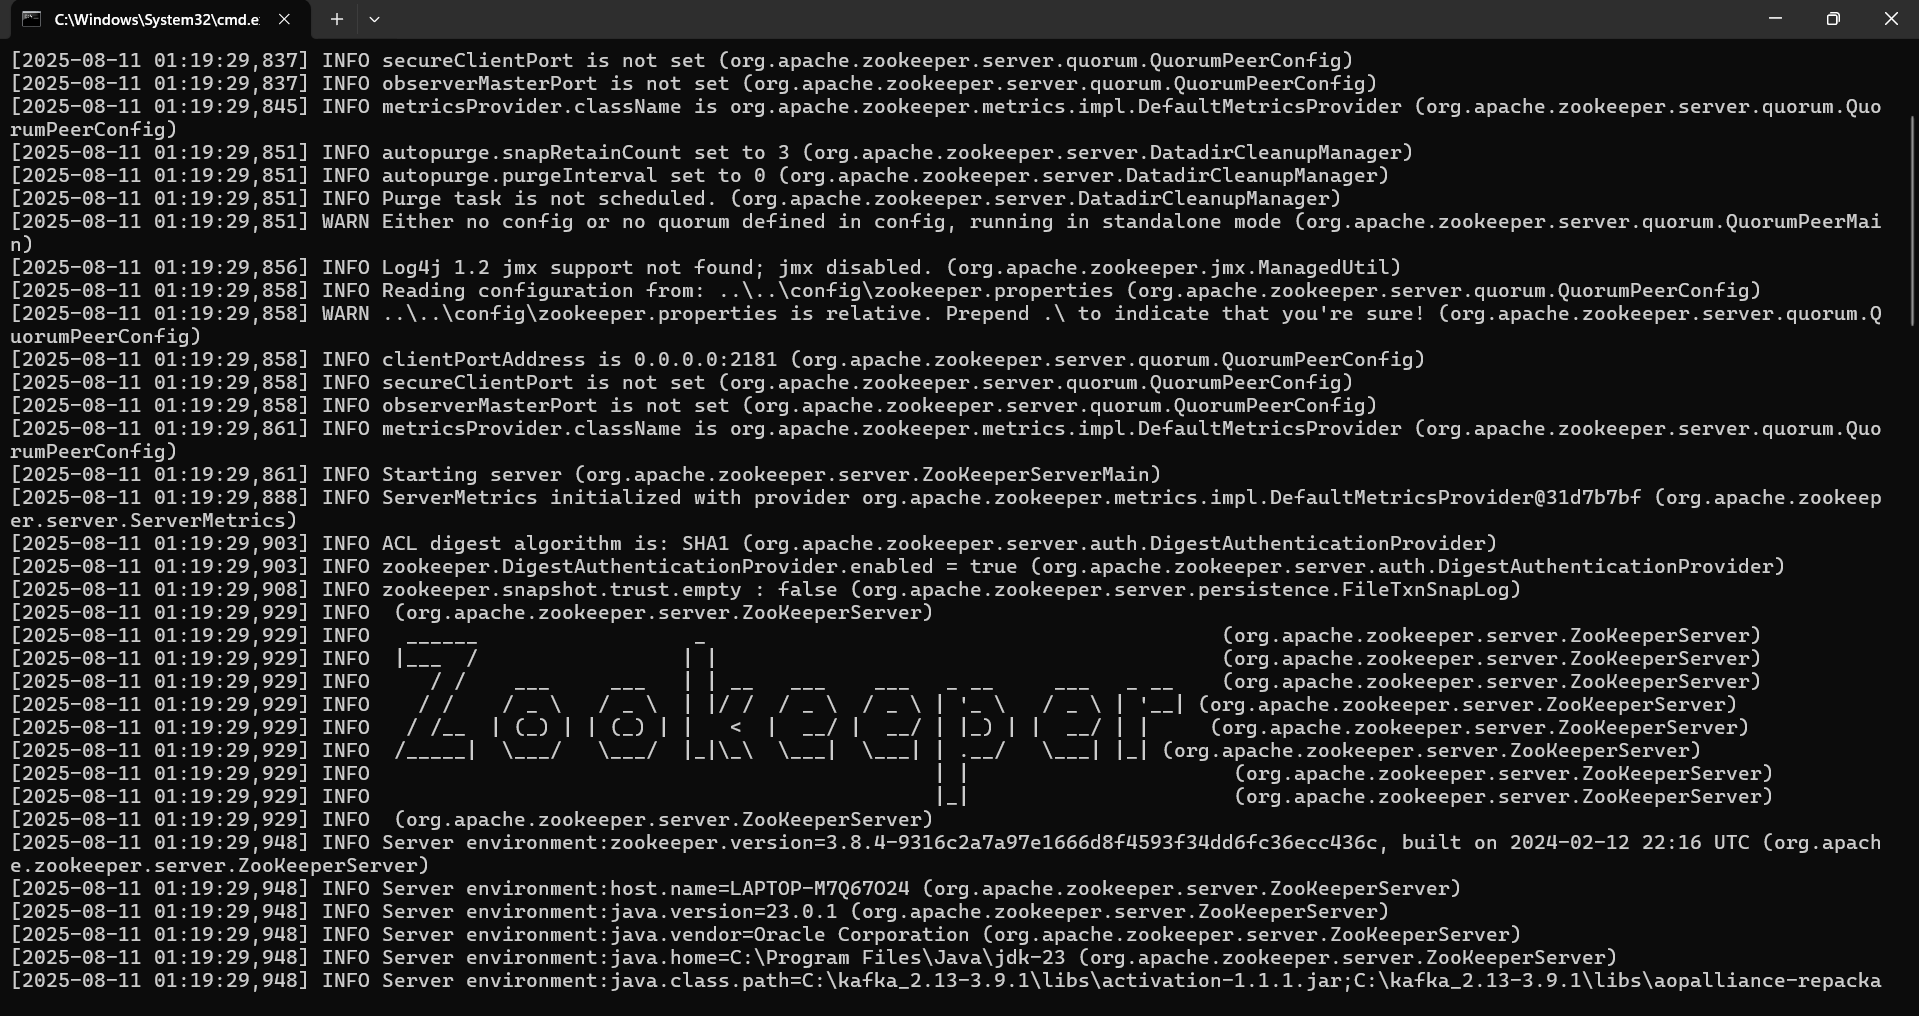 C:\Windows\System32\cmd.e
[2025-08-11 01:19:29,837] INFO secureClientPort is not set (org.apache.zookeeper.server.quorum.QuorumPeerConfig)
[2025-08-11 01:19:29,837] INFO observerMasterPort is not set (org.apache.zookeeper.server.quorum.QuorumPeerConfig)
[2025-08-11 01:19:29,845] INFO metricsProvider.className is org.apache.zookeeper.metrics.impl.DefaultMetricsProvider (org.apache.zookeeper.server.quorum.Quo
rumPeerConfig)
[2025-08-11 01:19:29,851] INFO autopurge.snapRetainCount set to 3 (org.apache.zookeeper.server.DatadirCleanupManager)
[2025-08-11 01:19:29,851] INFO autopurge.purgeInterval set to 0 (org.apache.zookeeper.server.DatadirCleanupManager)
[2025-08-11 01:19:29,851] INFO Purge task is not scheduled. (org.apache.zookeeper.server.DatadirCleanupManager)
[2025-08-11 01:19:29,851] WARN Either no config or no quorum defined in config, running in standalone mode (org.apache.zookeeper.server.quorum.QuorumPeerMai
n)
[2025-08-11 01:19:29,856] INFO Log4j 1.2 jmx support not found; jmx disabled. (org.apache.zookeeper.jmx.ManagedUtil)
[2025-08-11 01:19:29,858] INFO Reading configuration from: ..\..\config\zookeeper.properties (org.apache.zookeeper.server.quorum.QuorumPeerConfig)
[2025-08-11 01:19:29,858] WARN ..\..\config\zookeeper.properties is relative. Prepend .\ to indicate that you're sure! (org.apache.zookeeper.server.quorum.Q
uorumPeerConfig)
[2025-08-11 01:19:29,858] INFO clientPortAddress is 0.0.0.0:2181 (org.apache.zookeeper.server.quorum.QuorumPeerConfig)
[2025-08-11 01:19:29,858] INFO secureClientPort is not set (org.apache.zookeeper.server.quorum.QuorumPeerConfig)
[2025-08-11 01:19:29,858] INFO observerMasterPort is not set (org.apache.zookeeper.server.quorum.QuorumPeerConfig)
[2025-08-11 01:19:29,861] INFO metricsProvider.className is org.apache.zookeeper.metrics.impl.DefaultMetricsProvider (org.apache.zookeeper.server.quorum.Quo
rumPeerConfig)
[2025-08-11 01:19:29,861] INFO Starting server (org.apache.zookeeper.server.ZooKeeperServerMain)
[2025-08-11 01:19:29,888] INFO ServerMetrics initialized with provider org.apache.zookeeper.metrics.impl.DefaultMetricsProvider@31d7b7bf (org.apache.zookeep
er.server.ServerMetrics)
[2025-08-11 01:19:29,903] INFO ACL digest algorithm is: SHA1 (org.apache.zookeeper.server.auth.DigestAuthenticationProvider)
[2025-08-11 01:19:29,903] INFO zookeeper.DigestAuthenticationProvider.enabled = true (org.apache.zookeeper.server.auth.DigestAuthenticationProvider)
[2025-08-11 01:19:29,908] INFO zookeeper.snapshot.trust.empty : false (org.apache.zookeeper.server.persistence.FileTxnSnapLog)
[2025-08-11 01:19:29,929] INFO  (org.apache.zookeeper.server.ZooKeeperServer)
[2025-08-11 01:19:29,929] INFO   ______                  _                                           (org.apache.zookeeper.server.ZooKeeperServer)
[2025-08-11 01:19:29,929] INFO  |___  /                 | |                                          (org.apache.zookeeper.server.ZooKeeperServer)
[2025-08-11 01:19:29,929] INFO     / /    ___     ___   | | __   ___    ___   _ __     ___   _ __    (org.apache.zookeeper.server.ZooKeeperServer)
[2025-08-11 01:19:29,929] INFO    / /    / _ \   / _ \  | |/ /  / _ \  / _ \ | '_ \   / _ \ | '__| (org.apache.zookeeper.server.ZooKeeperServer)
[2025-08-11 01:19:29,929] INFO   / /__  | (_) | | (_) | |   <  |  __/ |  __/ | |_) | |  __/ | |     (org.apache.zookeeper.server.ZooKeeperServer)
[2025-08-11 01:19:29,929] INFO  /_____|  \___/   \___/  |_|\_\  \___|  \___| | .__/   \___| |_| (org.apache.zookeeper.server.ZooKeeperServer)
[2025-08-11 01:19:29,929] INFO                                               | |                      (org.apache.zookeeper.server.ZooKeeperServer)
[2025-08-11 01:19:29,929] INFO                                               |_|                      (org.apache.zookeeper.server.ZooKeeperServer)
[2025-08-11 01:19:29,929] INFO  (org.apache.zookeeper.server.ZooKeeperServer)
[2025-08-11 01:19:29,948] INFO Server environment:zookeeper.version=3.8.4-9316c2a7a97e1666d8f4593f34dd6fc36ecc436c, built on 2024-02-12 22:16 UTC (org.apach
e.zookeeper.server.ZooKeeperServer)
[2025-08-11 01:19:29,948] INFO Server environment:host.name=LAPTOP-M7Q67O24 (org.apache.zookeeper.server.ZooKeeperServer)
[2025-08-11 01:19:29,948] INFO Server environment:java.version=23.0.1 (org.apache.zookeeper.server.ZooKeeperServer)
[2025-08-11 01:19:29,948] INFO Server environment:java.vendor=Oracle Corporation (org.apache.zookeeper.server.ZooKeeperServer)
[2025-08-11 01:19:29,948] INFO Server environment:java.home=C:\Program Files\Java\jdk-23 (org.apache.zookeeper.server.ZooKeeperServer)
[2025-08-11 01:19:29,948] INFO Server environment:java.class.path=C:\kafka_2.13-3.9.1\libs\activation-1.1.1.jar;C:\kafka_2.13-3.9.1\libs\aopalliance-repacka